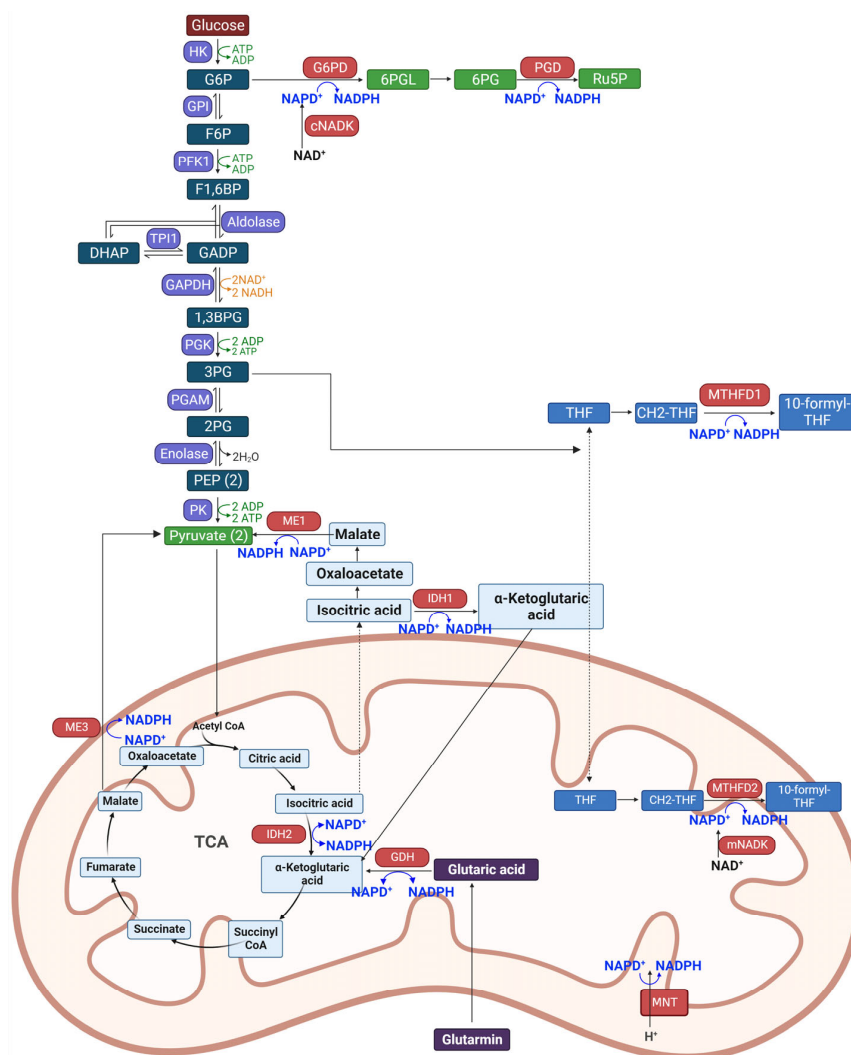 Glucose
HK
ATP
ADP
G6P
G6PD
6PGL
6PG
PGD
Ru5P
NAPD⁺ NADPH
NAPD⁺ NADPH
GPI
cNADK
NAD⁺
F6P
PFK1
ATP
ADP
F1,6BP
Aldolase
DHAP
TPI1
GADP
GAPDH
2NAD⁺
2 NADH
1,3BPG
PGK
2 ADP
2 ATP
3PG
PGAM
2PG
Enolase
2H₂O
PEP (2)
PK
2 ADP
2 ATP
Pyruvate (2)
THF
CH2-THF
MTHFD1
NAPD⁺ NADPH
10-formyl-
THF
ME1
NADPH NAPD⁺
Malate
Oxaloacetate
Isocitric acid
IDH1
NAPD⁺ NADPH
α-Ketoglutaric
acid
ME3
NADPH
NAPD⁺
Acetyl CoA
Oxaloacetate
Citric acid
Malate
Isocitric acid
TCA
IDH2
NAPD⁺
NADPH
Fumarate
α-Ketoglutaric
acid
GDH
NAPD⁺ NADPH
Glutaric acid
Succinate
Succinyl
CoA
Glutarmin
THF
CH2-THF
MTHFD2
NAPD⁺ NADPH
10-formyl-
THF
mNADK
NAD⁺
NAPD⁺ NADPH
MNT
H⁺